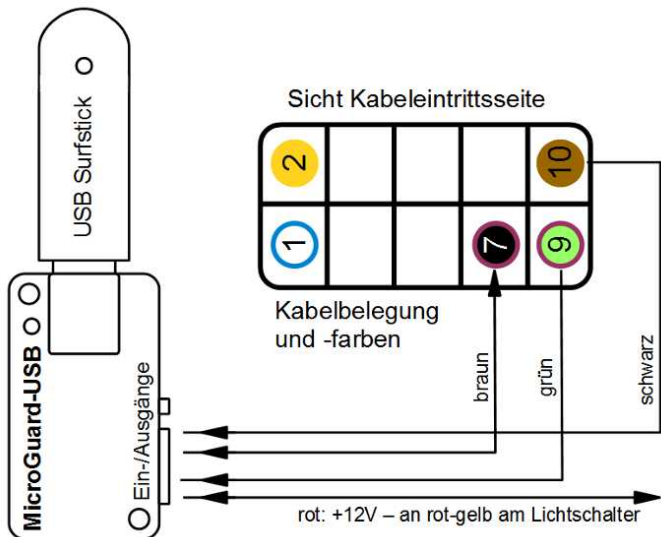 USB Surfstick
MicroGuard-USB
Ein-/Ausgänge
Sicht Kabeleintrittsseite
2
10
1
7
9
Kabelbelegung
und -farben
braun
grün
schwarz
rot: +12V – an rot-gelb am Lichtschalter